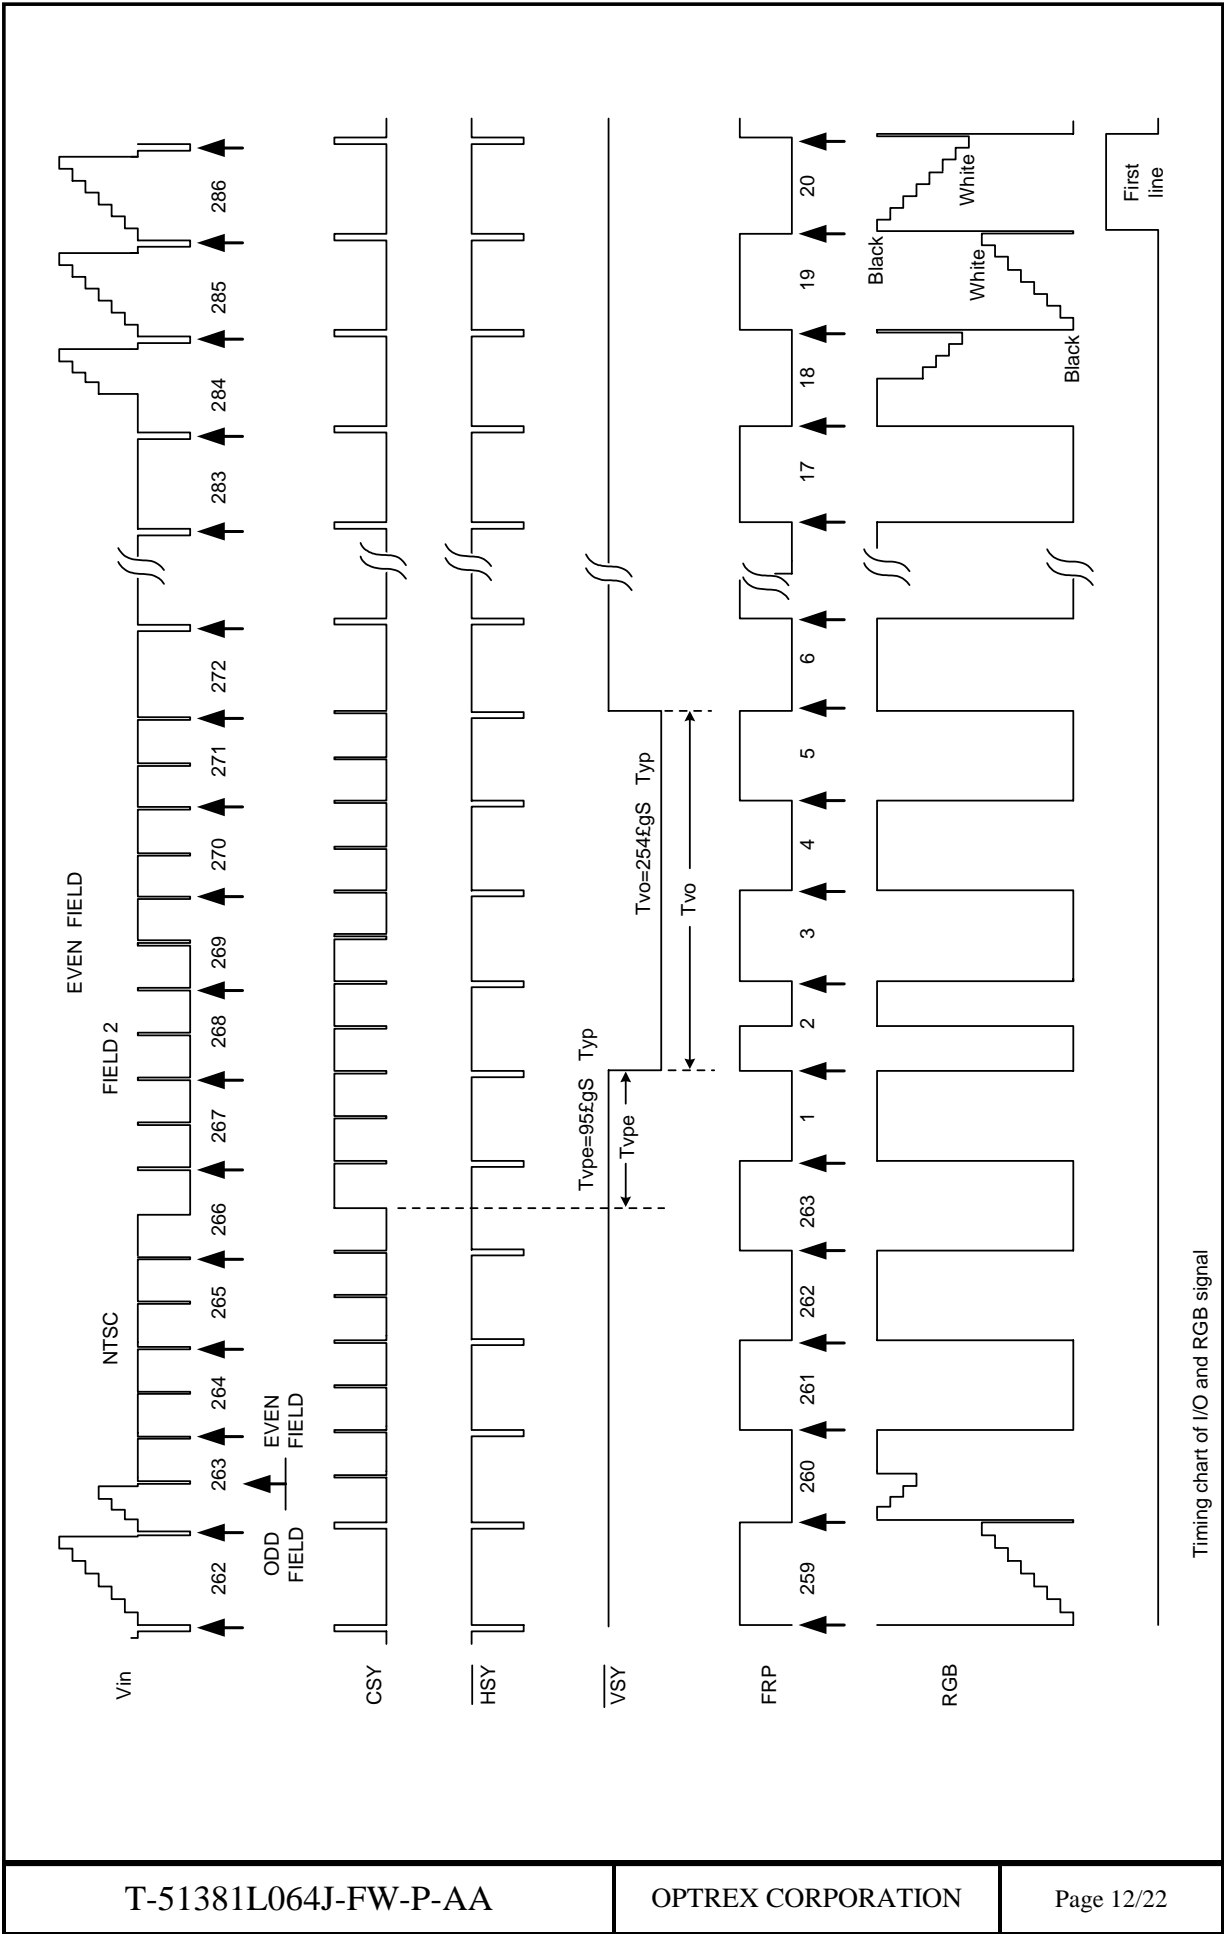 NTSC
FIELD 2
EVEN FIELD
Vin
262
263
264
265
266
267
268
269
270
271
272
283
284
285
286
ODD
FIELD
EVEN
FIELD
CSY
HSY
VSY
Tvpe=95£gS Typ
Tvpe
Tvo=254£gS Typ
Tvo
FRP
259
260
261
262
263
1
2
3
4
5
6
17
18
19
20
RGB
Black
White
White
Black
First
line
Timing chart of I/O and RGB signal
T-51381L064J-FW-P-AA
OPTREX CORPORATION
Page 12/22